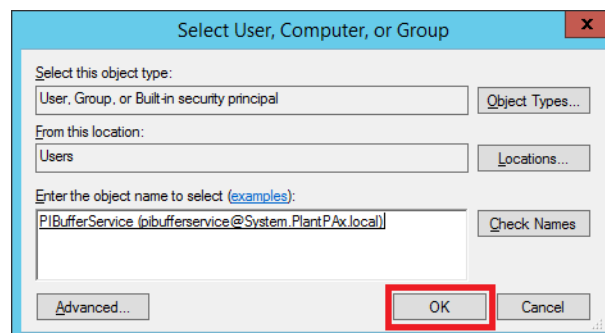 Select User, Computer, or Group
x
Select this object type:
User, Group, or Built-in security principal
Object Types...
From this location:
Users
Locations...
Enter the object name to select (examples):
PIBufferService (pibufferservice@System.PlantPAx.local)
Check Names
Advanced...
OK
Cancel